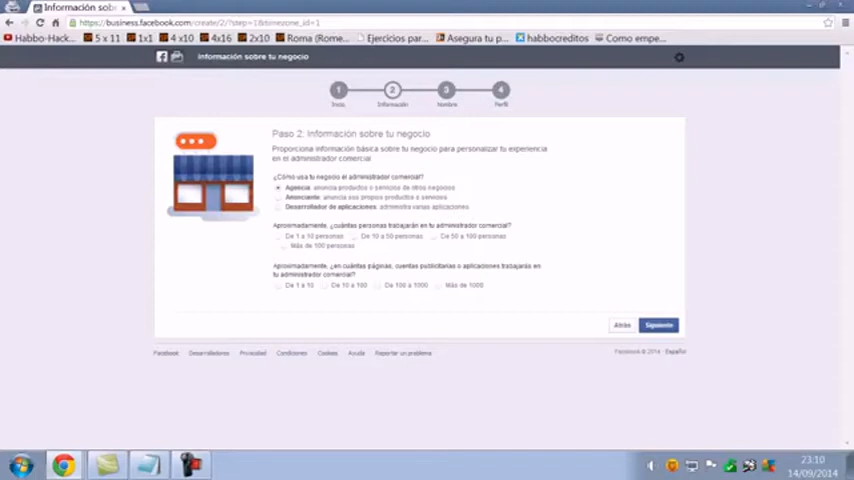 Información sob
https://business.facebook.com/create/2/?step=1&timezone_id=1
Habbo-Hack... 5 x 11 1x1 4 x10 4x16 2x10 Roma (Rome... Ejercicios par... Asegura tu p... habbocreditos Como empe...
Información sobre tu negocio
1 2 3 4
Inicio Información Nombre Perfil
Paso 2: Información sobre tu negocio
Proporciona información básica sobre tu negocio para personalizar tu experiencia
en el administrador comercial
¿Cómo usa tu negocio el administrador comercial?
Agencia: anuncia productos o servicios de otros negocios
Anunciante: anuncia sus propios productos o servicios
Desarrollador de aplicaciones: administra varias aplicaciones
Aproximadamente, ¿cuántas personas trabajarán en tu administrador comercial?
De 1 a 10 personas De 10 a 50 personas De 50 a 100 personas
Más de 100 personas
Aproximadamente, ¿en cuántas páginas, cuentas publicitarias o aplicaciones trabajarás en
tu administrador comercial?
De 1 a 10 De 10 a 100 De 100 a 1000 Más de 1000
Atrás Siguiente
Facebook Desarrolladores Privacidad Condiciones Cookies Ayuda Reportar un problema
Facebook © 2014 · Español
23:10
14/09/2014